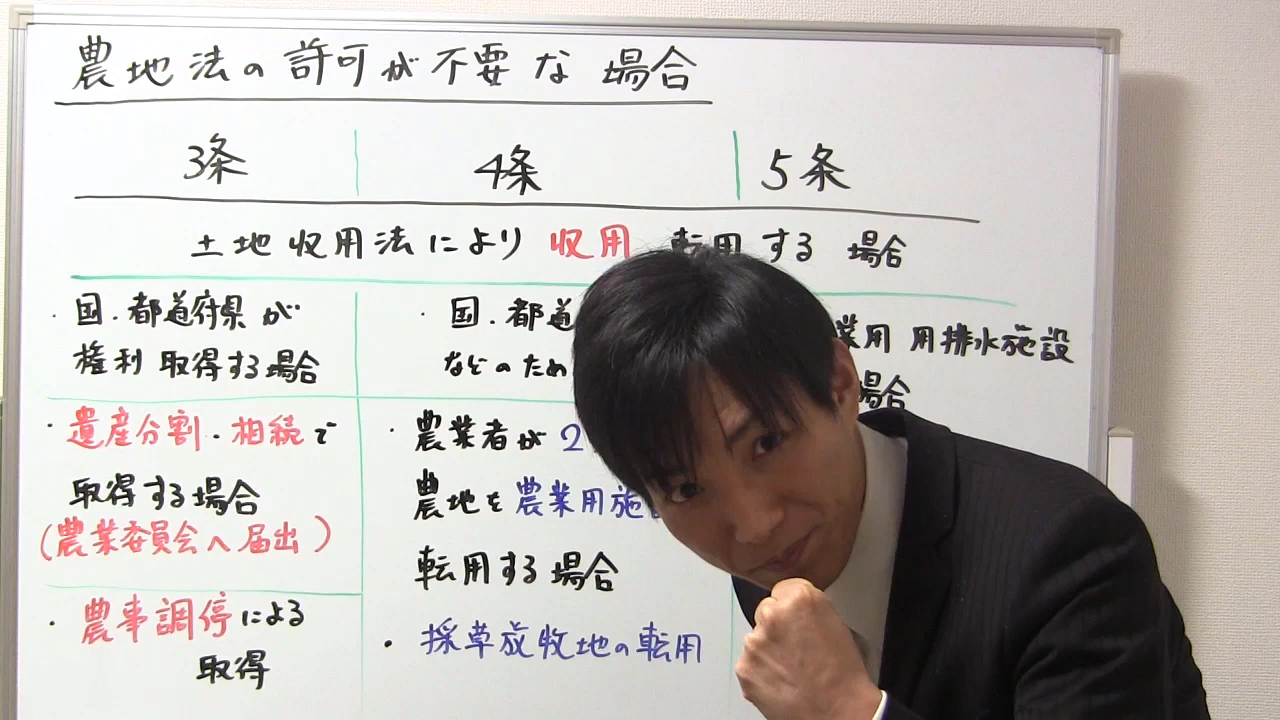 農地法の許可が不要な場合
3条 4条 5条
土地収用法により 収用 転用する 場合
・国.都道府県が
権利取得する場合
・国.都道
などのため
業用 用排水施設
場合
・遺産分割.相続で
取得する場合
(農業委員会へ届出)
・農事調停による
取得
・農業者が2
農地を農業用施
転用する場合
・採草放牧地の転用